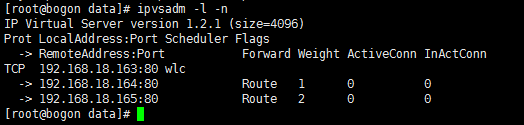 [root@bogon data]# ipvsadm -l -n
IP Virtual Server version 1.2.1 (size=4096)
Prot LocalAddress:Port Scheduler Flags
  -> RemoteAddress:Port           Forward Weight ActiveConn InActConn
TCP  192.168.18.163:80 wlc
  -> 192.168.18.164:80            Route   1      0          0
  -> 192.168.18.165:80            Route   2      0          0
[root@bogon data]#